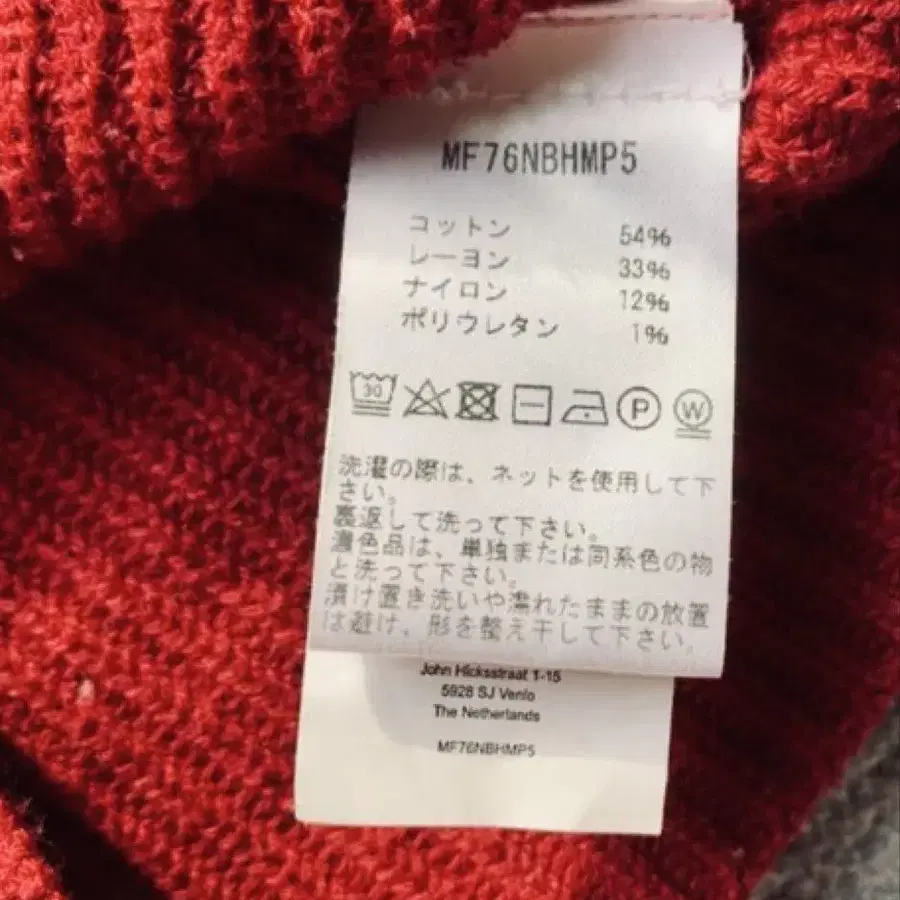 MF76NBHMP5
コットン 54%
レーヨン 33%
ナイロン 12%
ポリウレタン 1%
30 P W
洗濯の際は、ネットを使用して下
さい。
裏返して洗って下さい。
濃色品は、単独または同系色の物
と洗って下さい。
漬け置き洗いや濡れたままの放置
は避け、形を整え干して下さい。
John Hicksstraat 1-15
5928 SJ Venlo
The Netherlands
MF76NBHMP5